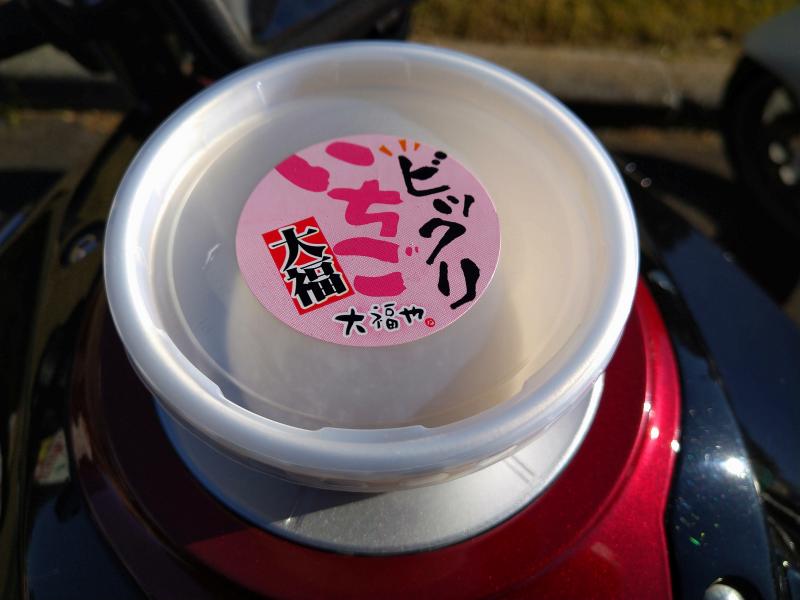 ビックリ
いちご
大福
大福や